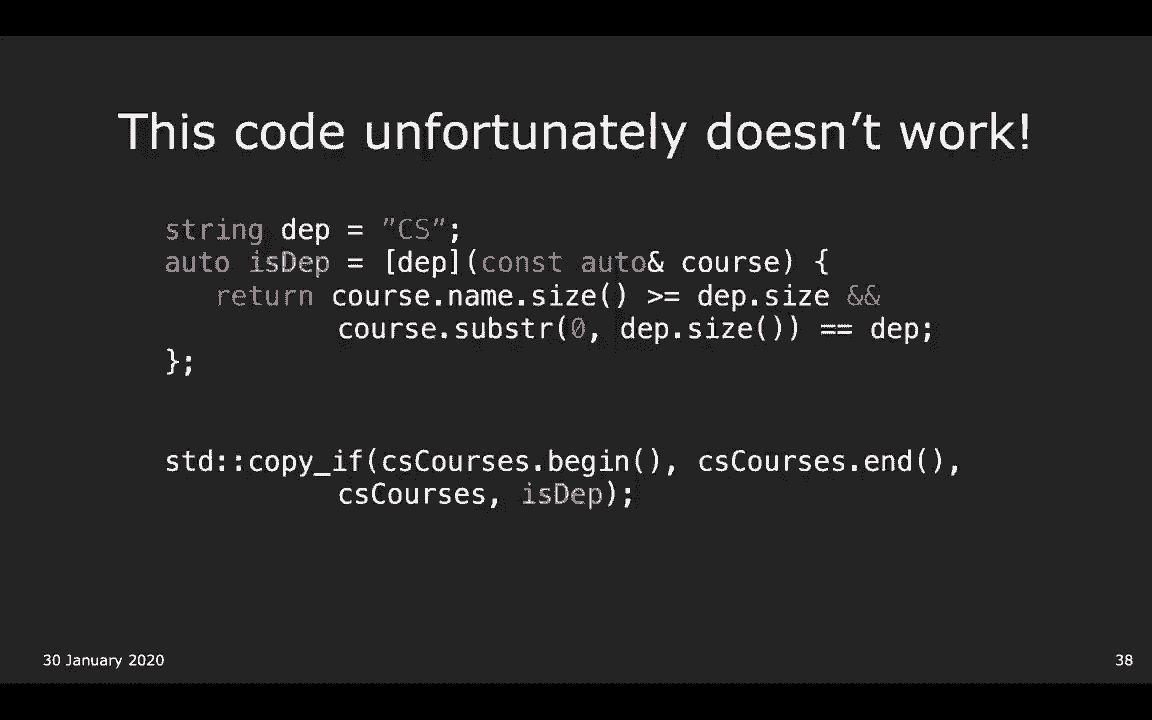 This code unfortunately doesn’t work!
string dep = ”CS”;
auto isDep = [dep](const auto& course) {
return course.name.size() >= dep.size &&
course.substr(0, dep.size()) == dep;
};
std::copy_if(csCourses.begin(), csCourses.end(),
csCourses, isDep);
30 January 2020
38